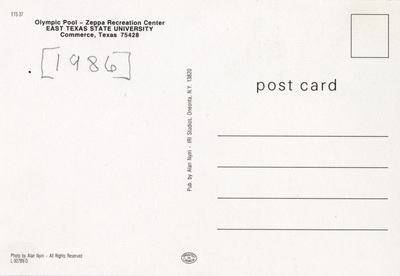 ETS 37
Olympic Pool – Zeppa Recreation Center
EAST TEXAS STATE UNIVERSITY
Commerce, Texas 75428
[1986]
post card
Pub. by Alan Nyiri - IRI Studios, Oneonta, N.Y. 13820
Photo by Alan Nyiri - All Rights Reserved
L-92789-D